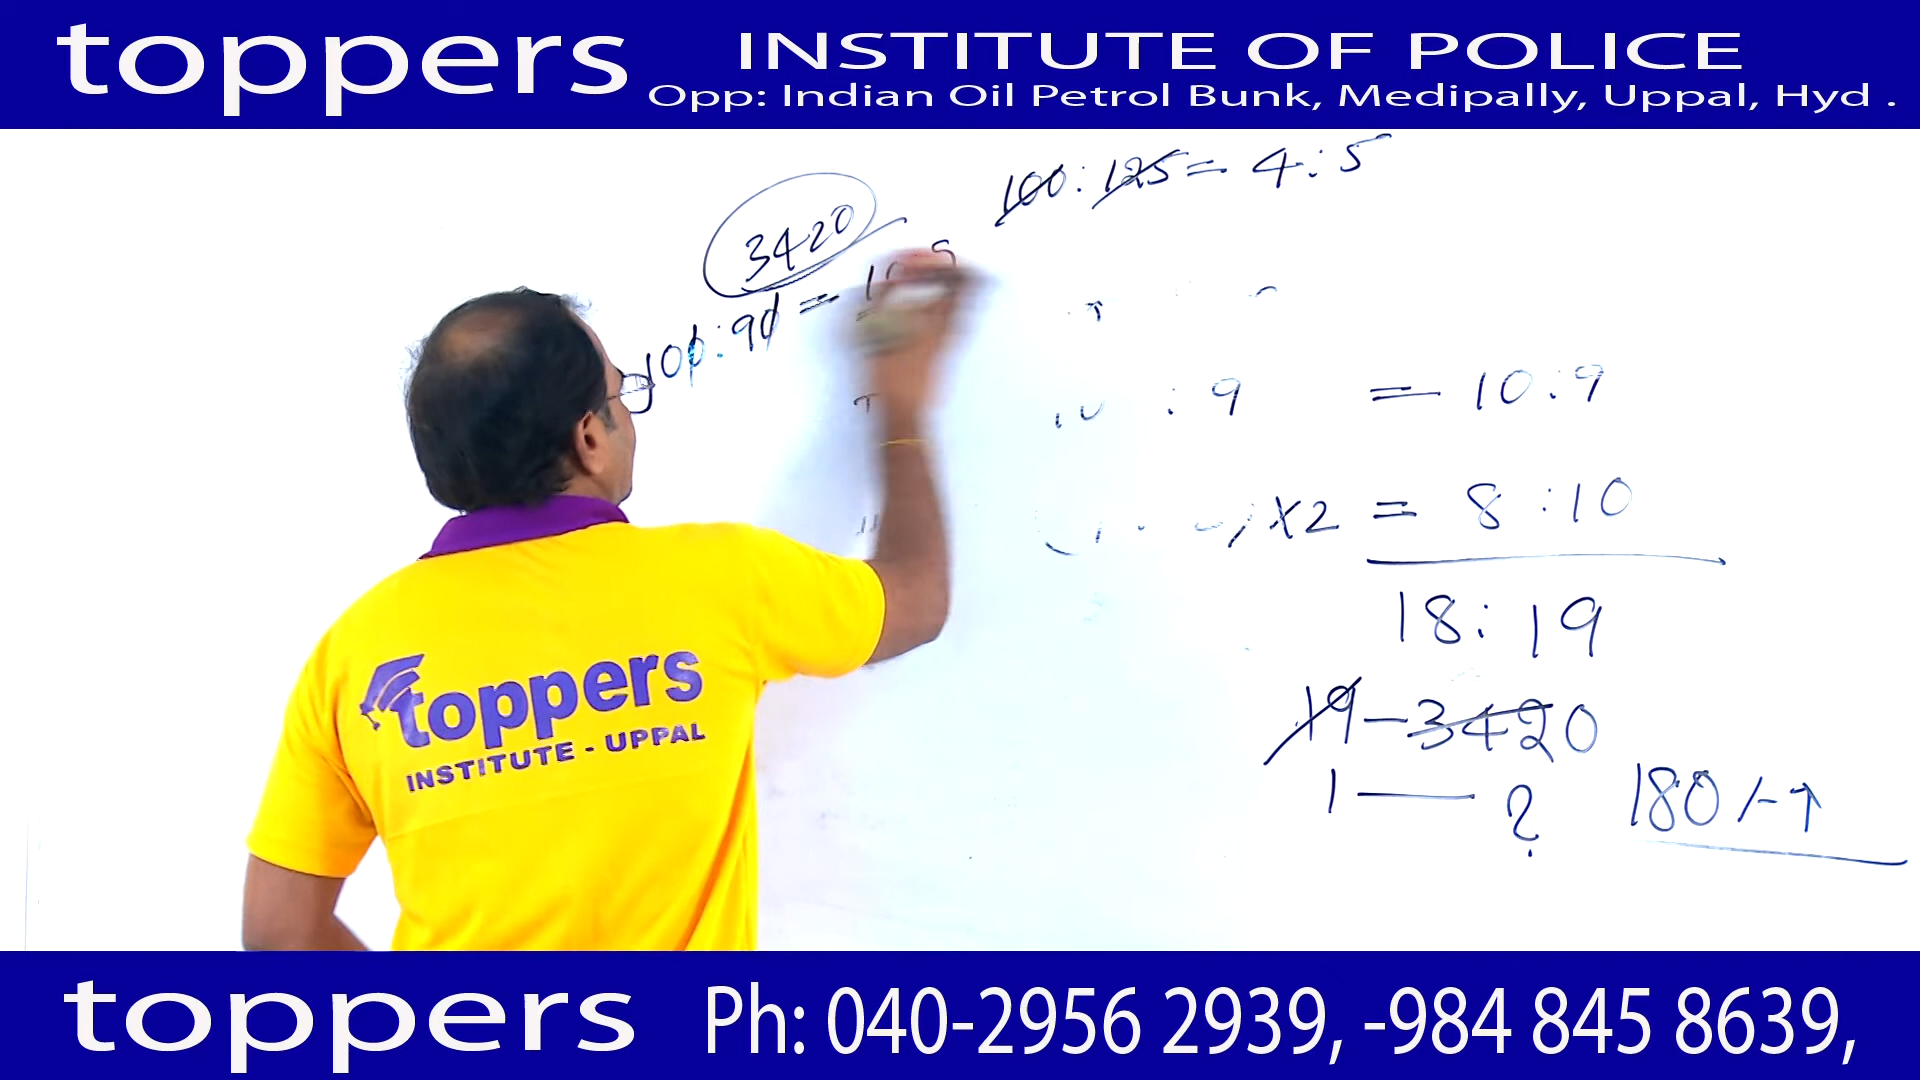 toppers
INSTITUTE OF POLICE
Opp: Indian Oil Petrol Bunk, Medipally, Uppal, Hyd .
100 : 125 = 4 : 5
3420
100 : 90 =
: 9 = 10 : 9
x2 = 8 : 10
18 : 19
19 - 3420
1 — ?
180/- ↑
toppers
INSTITUTE - UPPAL
toppers
Ph: 040-2956 2939, -984 845 8639,